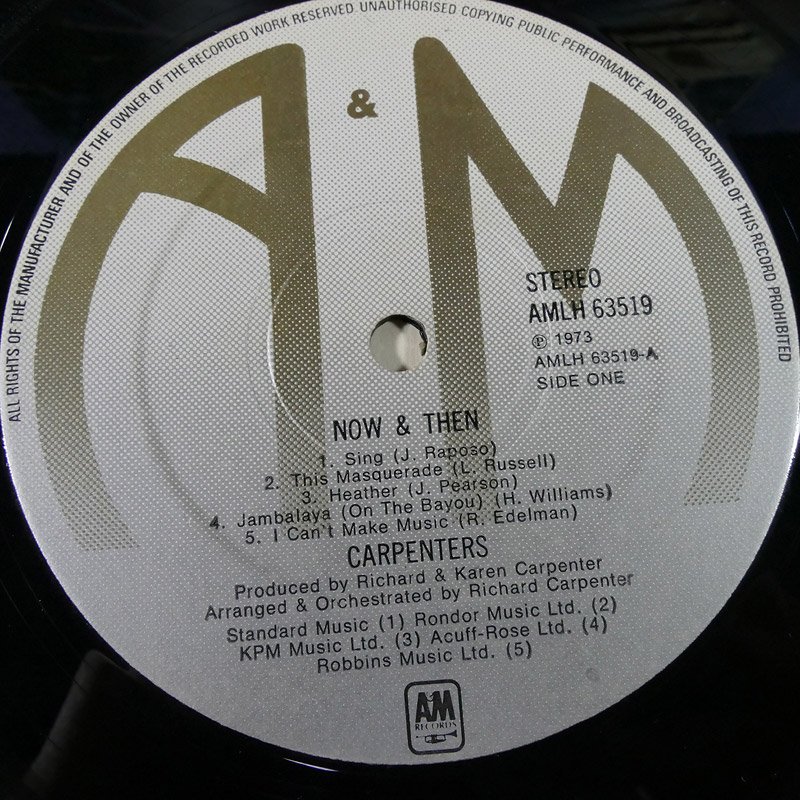 ALL RIGHTS OF THE MANUFACTURER AND OF THE OWNER OF THE RECORDED WORK RESERVED UNAUTHORISED COPYING PUBLIC PERFORMANCE AND BROADCASTING OF THIS RECORD PROHIBITED
A & M
STEREO
AMLH 63519
℗ 1973
AMLH 63519-A
SIDE ONE
NOW & THEN
1. Sing (J. Raposo)
2. This Masquerade (L. Russell)
3. Heather (J. Pearson)
4. Jambalaya (On The Bayou) (H. Williams)
5. I Can't Make Music (R. Edelman)
CARPENTERS
Produced by Richard & Karen Carpenter
Arranged & Orchestrated by Richard Carpenter
Standard Music (1) Rondor Music Ltd. (2)
KPM Music Ltd. (3) Acuff-Rose Ltd. (4)
Robbins Music Ltd. (5)
A&M
RECORDS